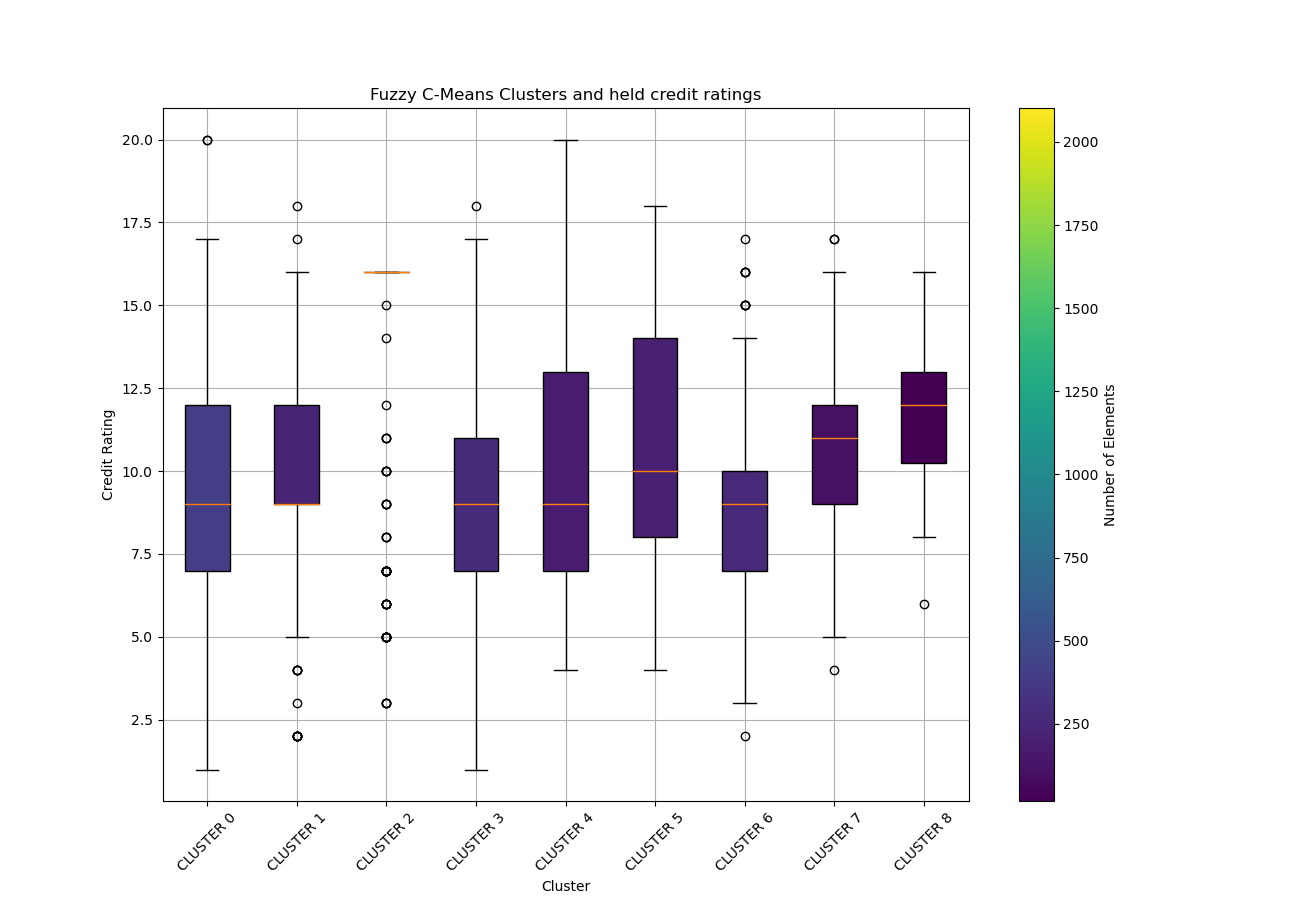 Fuzzy C-Means Clusters and held credit ratings
20.0
17.5
15.0
12.5
10.0
7.5
5.0
2.5
Credit Rating
CLUSTER 0
CLUSTER 1
CLUSTER 2
CLUSTER 3
CLUSTER 4
CLUSTER 5
CLUSTER 6
CLUSTER 7
CLUSTER 8
Cluster
2000
1750
1500
1250
1000
750
500
250
Number of Elements